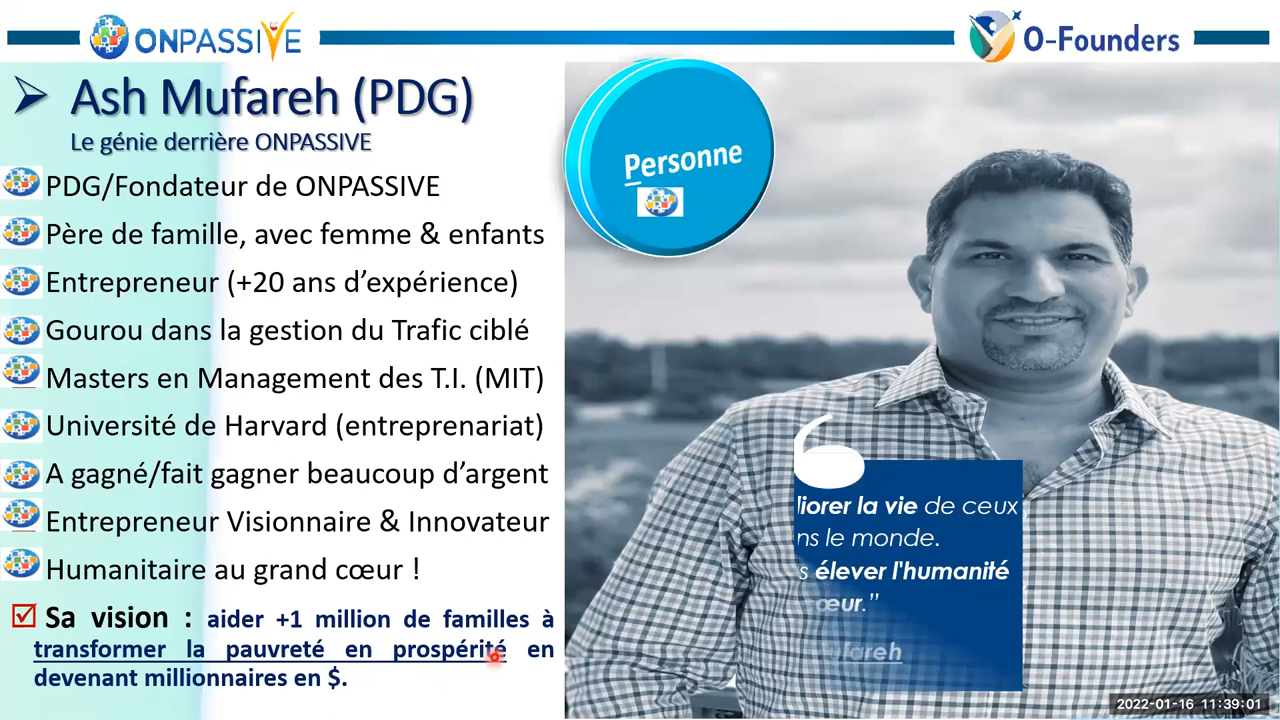 ONPASSIVE
O-Founders
Ash Mufareh (PDG)
Le génie derrière ONPASSIVE
PDG/Fondateur de ONPASSIVE
Père de famille, avec femme & enfants
Entrepreneur (+20 ans d’expérience)
Gourou dans la gestion du Trafic ciblé
Masters en Management des T.I. (MIT)
Université de Harvard (entreprenariat)
A gagné/fait gagner beaucoup d’argent
Entrepreneur Visionnaire & Innovateur
Humanitaire au grand cœur !
Sa vision : aider +1 million de familles à
transformer la pauvreté en prospérité en
devenant millionnaires en $.
Personne
liorer la vie de ceux
ns le monde.
s élever l'humanité
œur.”
fareh
2022-01-16 11:39:01